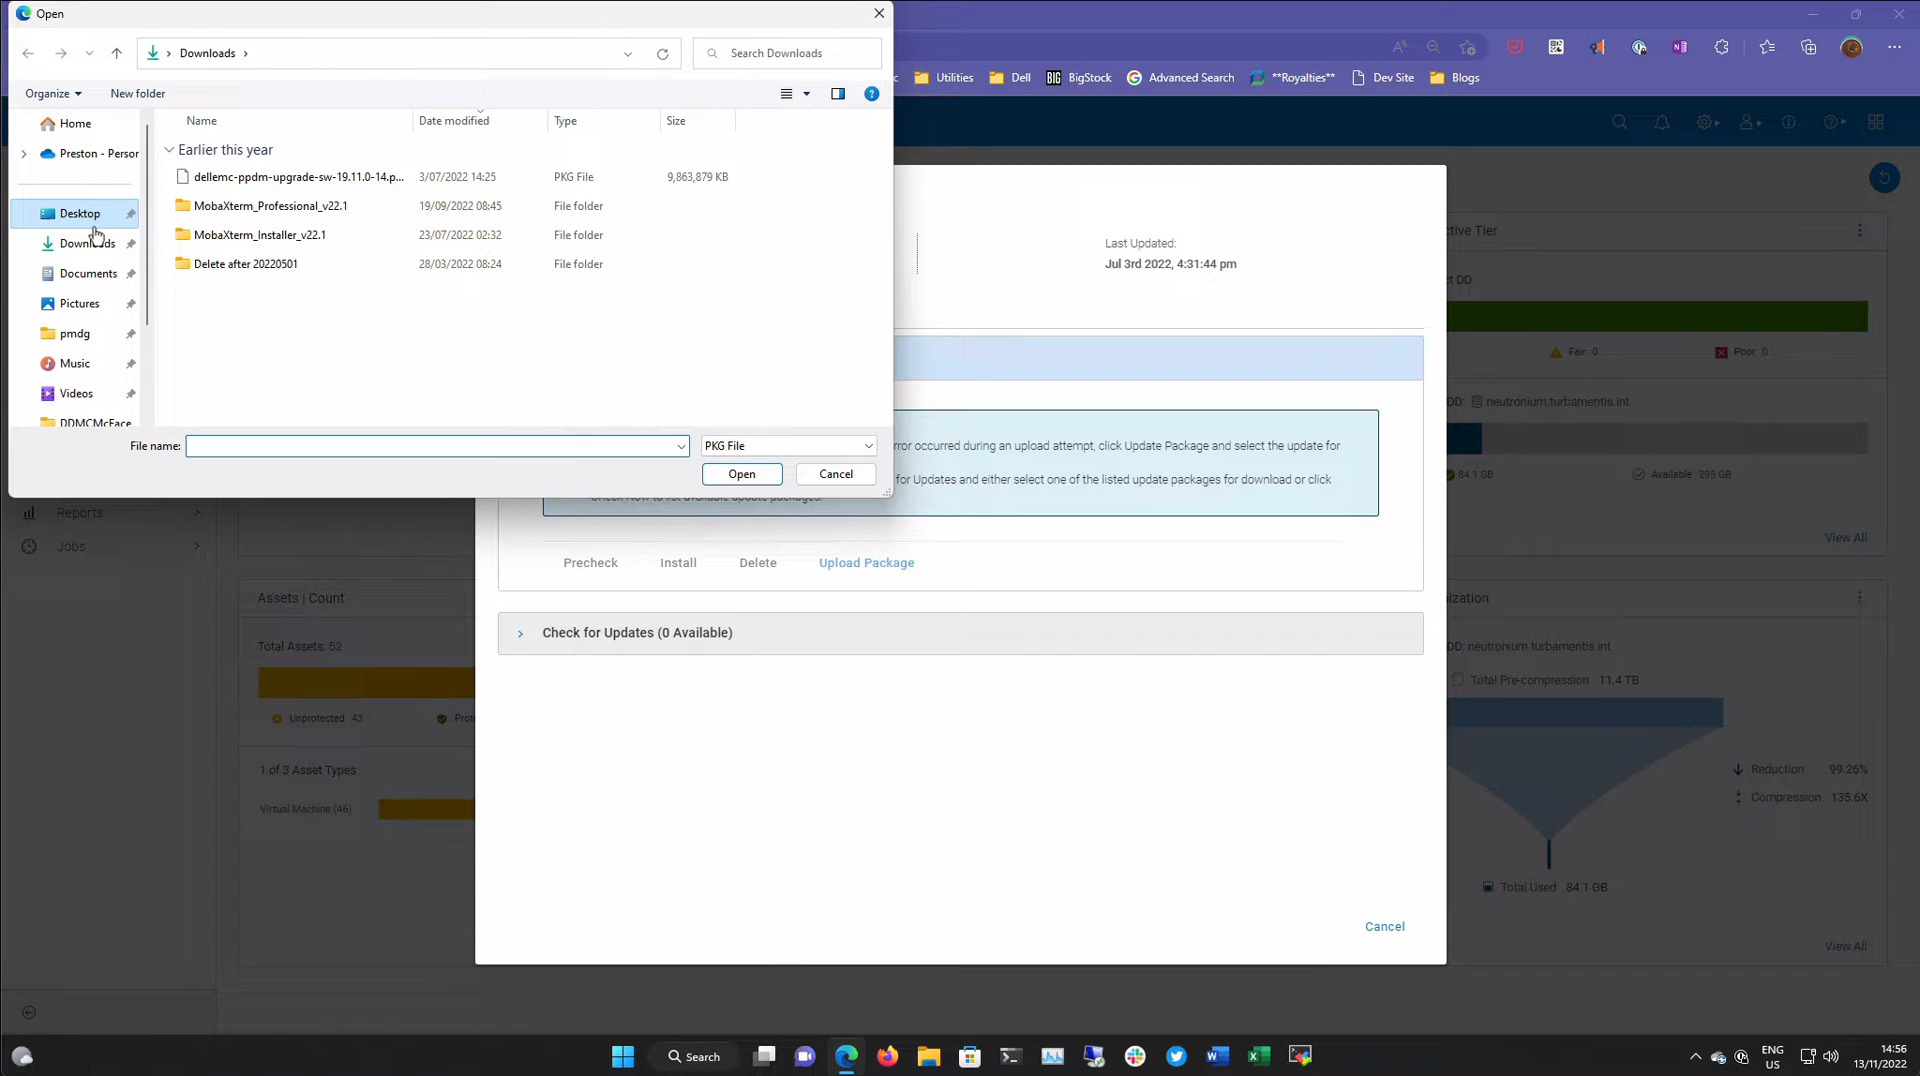 Open
Downloads
Search Downloads
Organize
New folder
Utilities
Dell
BIG
BigStock
Advanced Search
**Royalties**
Dev Site
Blogs
Home
Preston - Person
Desktop
Downloads
Documents
Pictures
pmdg
Music
Videos
DDMCMcFace
Name
Date modified
Type
Size
Earlier this year
dellemc-ppdm-upgrade-sw-19.11.0-14.p...
3/07/2022 14:25
PKG File
9,863,879 KB
MobaXterm_Professional_v22.1
19/09/2022 08:45
File folder
MobaXterm_Installer_v22.1
23/07/2022 02:32
File folder
Delete after 20220501
28/03/2022 08:24
File folder
File name:
PKG File
Open
Cancel
Last Updated:
Jul 3rd 2022, 4:31:44 pm
rror occurred during an upload attempt, click Update Package and select the update for
for Updates and either select one of the listed update packages for download or click
Precheck
Install
Delete
Upload Package
Check for Updates (0 Available)
Cancel
Reports
Jobs
Assets | Count
Total Assets: 52
Unprotected 43
Prote
1 of 3 Asset Types
Virtual Machine (46)
ctive Tier
ct DD
Fair 0
Poor 0
DD: neutronium.turbamentis.int
84.1 GB
Available 295 GB
View All
ization
DD: neutronium.turbamentis.int
Total Pre-compression 11.4 TB
Reduction 99.26%
Compression 135.6X
Total Used 84.1 GB
View All
Search
ENG
US
14:56
13/11/2022